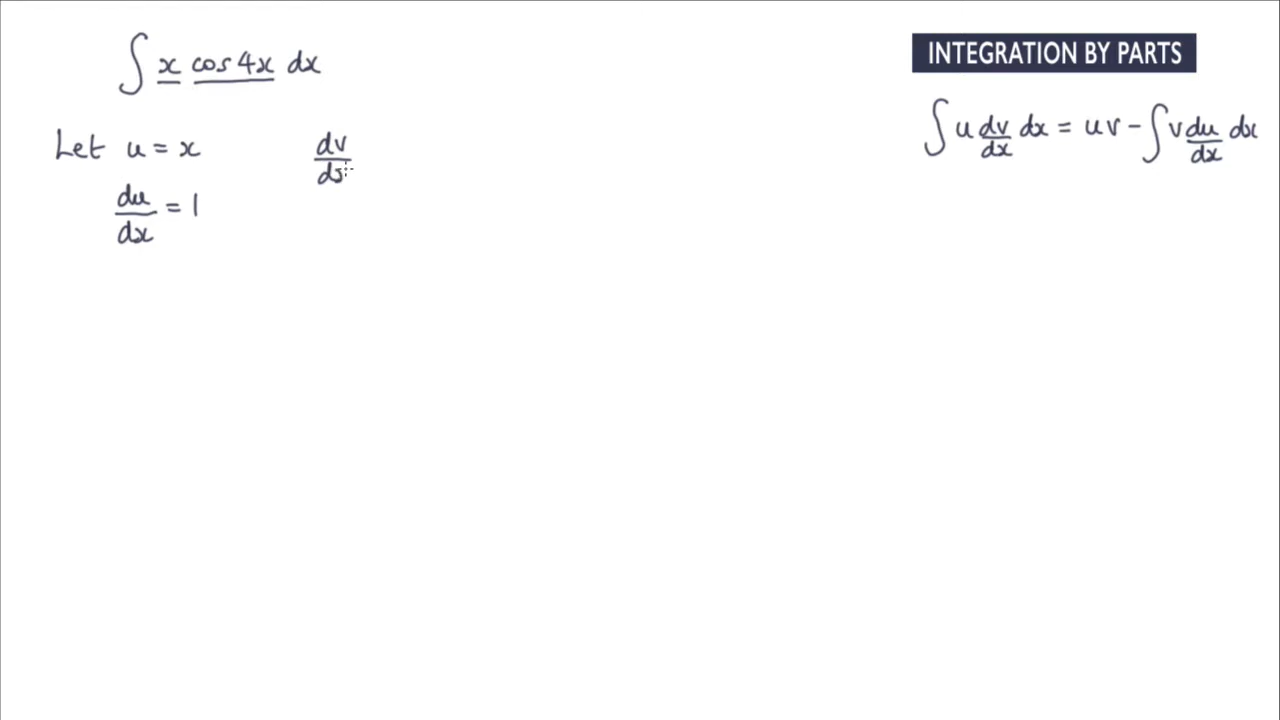 ∫ x cos 4x dx
INTEGRATION BY PARTS
∫ u dv/dx dx = uv - ∫ v du/dx dx
Let u = x
dv/dx
du/dx = 1